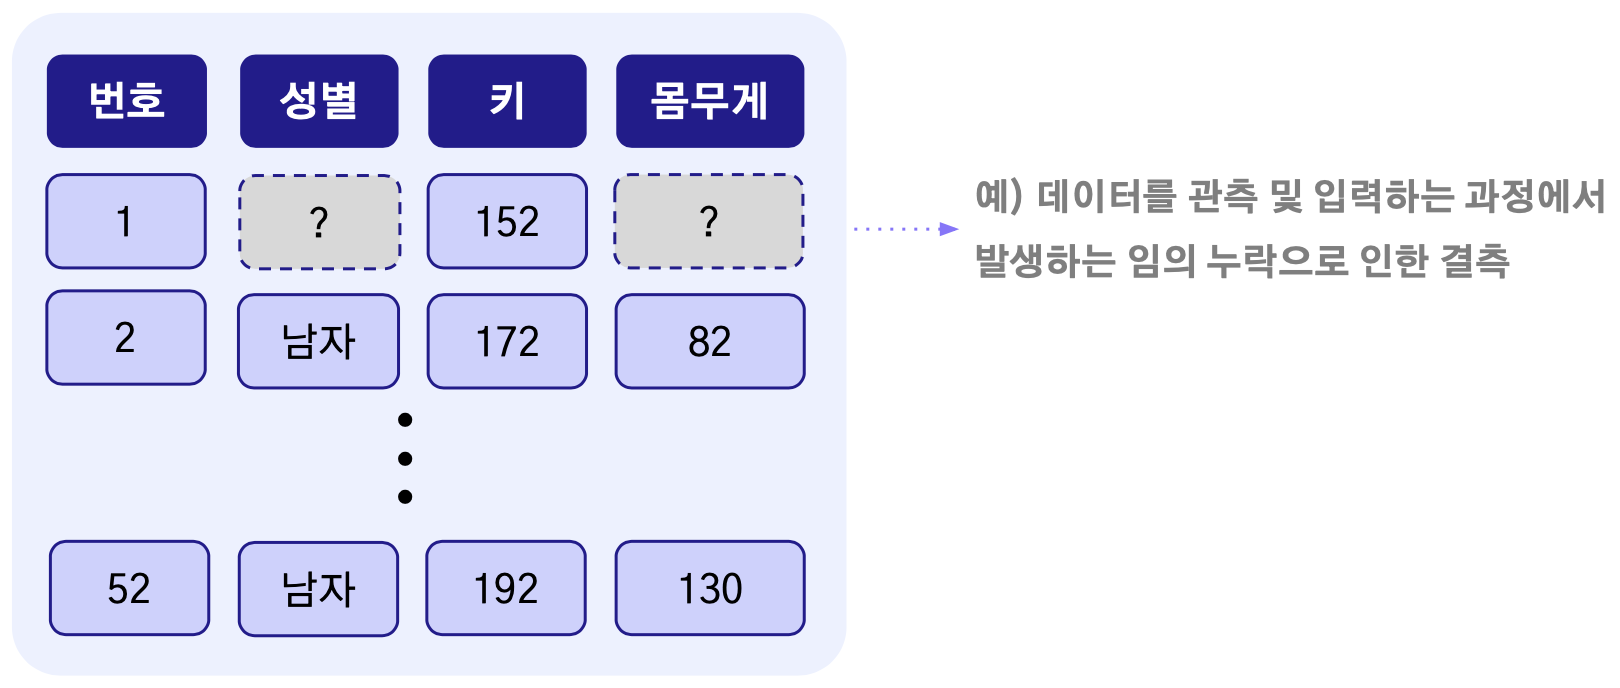 번호 성별 키 몸무게
1 ? 152 ?
예) 데이터를 관측 및 입력하는 과정에서
발생하는 임의 누락으로 인한 결측
2 남자 172 82
52 남자 192 130